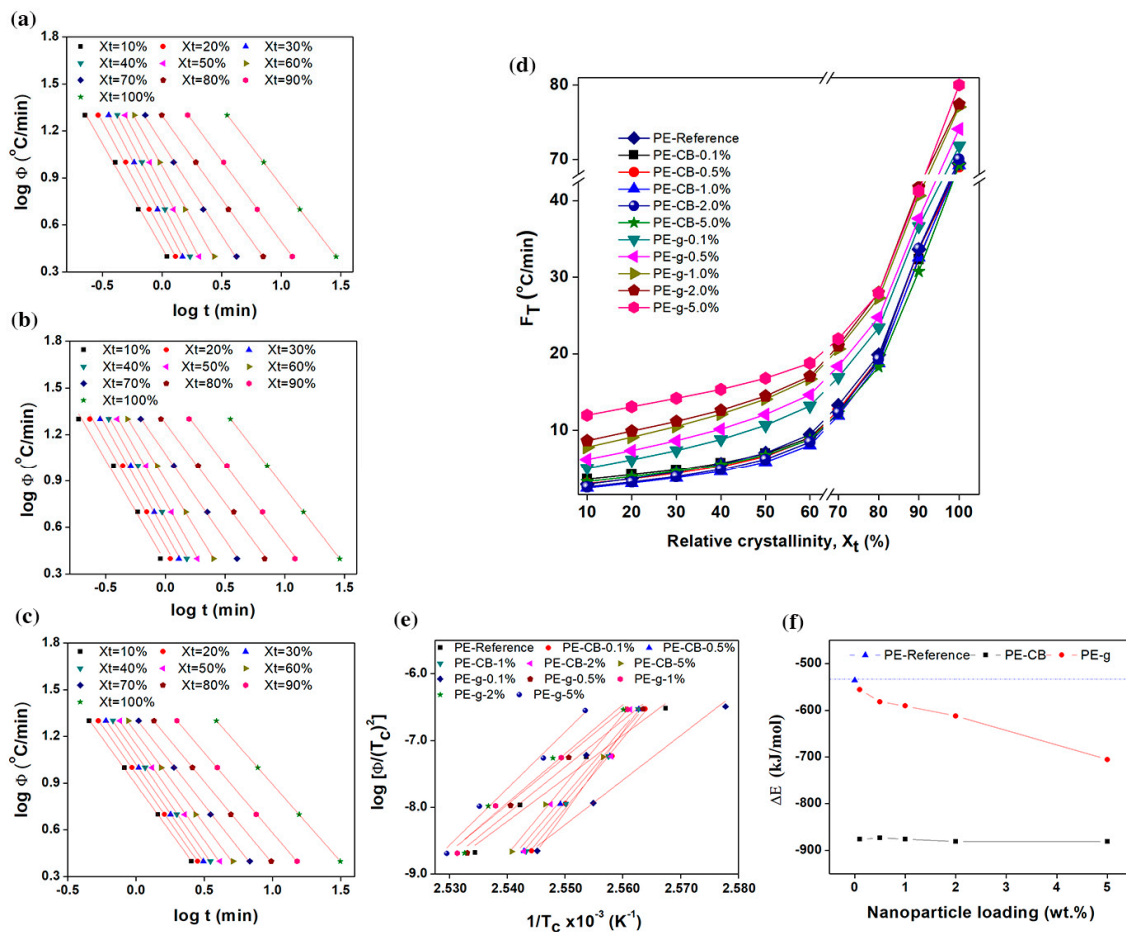 (a)
1.8
1.5
1.2
0.9
0.6
0.3
log Φ (°C/min)
Xt=10% Xt=20% Xt=30%
Xt=40% Xt=50% Xt=60%
Xt=70% Xt=80% Xt=90%
Xt=100%
-0.5 0.0 0.5 1.0 1.5
log t (min)
(b)
1.8
1.5
1.2
0.9
0.6
0.3
log Φ (°C/min)
Xt=10% Xt=20% Xt=30%
Xt=40% Xt=50% Xt=60%
Xt=70% Xt=80% Xt=90%
Xt=100%
-0.5 0.0 0.5 1.0 1.5
log t (min)
(c)
1.8
1.5
1.2
0.9
0.6
0.3
log Φ (°C/min)
Xt=10% Xt=20% Xt=30%
Xt=40% Xt=50% Xt=60%
Xt=70% Xt=80% Xt=90%
Xt=100%
-0.5 0.0 0.5 1.0 1.5
log t (min)
(d)
80
70
40
30
20
10
F_T (°C/min)
PE-Reference
PE-CB-0.1%
PE-CB-0.5%
PE-CB-1.0%
PE-CB-2.0%
PE-CB-5.0%
PE-g-0.1%
PE-g-0.5%
PE-g-1.0%
PE-g-2.0%
PE-g-5.0%
10 20 30 40 50 60 70 80 90 100
Relative crystallinity, X_t (%)
(e)
-6.0
-7.0
-8.0
-9.0
log [Φ/(T_C)²]
PE-Reference PE-CB-0.1% PE-CB-0.5%
PE-CB-1% PE-CB-2% PE-CB-5%
PE-g-0.1% PE-g-0.5% PE-g-1%
PE-g-2% PE-g-5%
2.530 2.540 2.550 2.560 2.570 2.580
1/T_C x10⁻³ (K⁻¹)
(f)
-500
-600
-700
-800
-900
ΔE (kJ/mol)
PE-Reference PE-CB PE-g
0 1 2 3 4 5
Nanoparticle loading (wt.%)